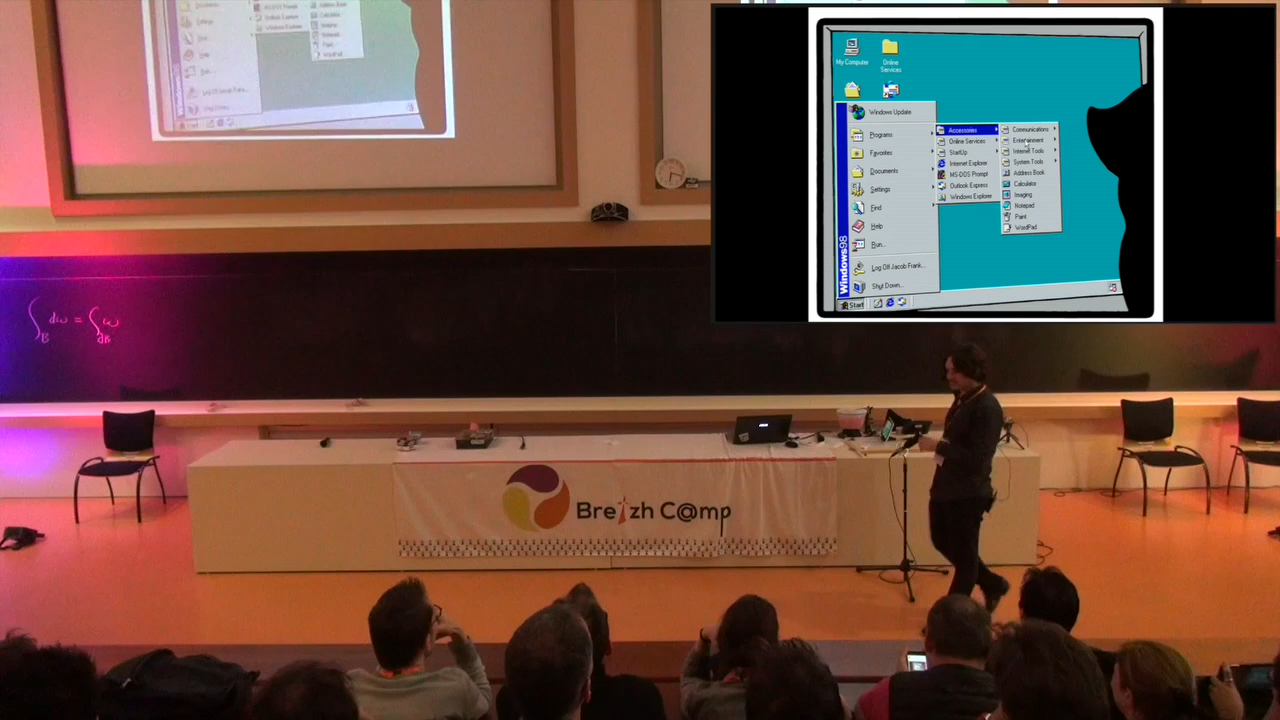 My Computer
Online
Services
Windows Update
Programs
Favorites
Documents
Settings
Find
Help
Run...
Log Off Jacob Frank...
Shut Down...
Windows98
Start
Accessories
Online Services
StartUp
Internet Explorer
MS-DOS Prompt
Outlook Express
Windows Explorer
Communications
Entertainment
Internet Tools
System Tools
Address Book
Calculator
Imaging
Notepad
Paint
WordPad
∫B dω = ∫∂B ω
Breizh C@mp